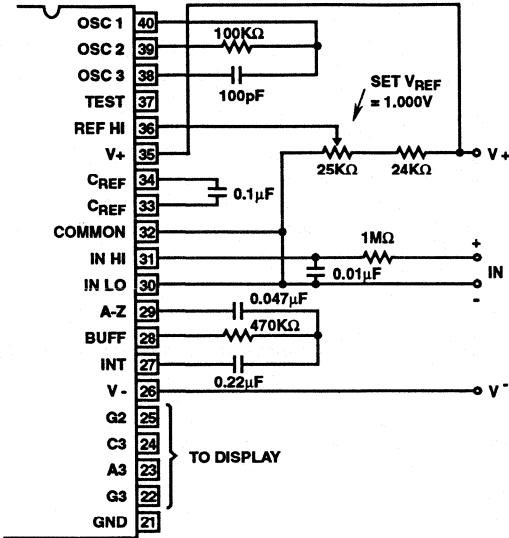 OSC 1 40
100KΩ
OSC 2 39
OSC 3 38
100pF
TEST 37
SET VREF
= 1.000V
REF HI 36
V+ 35
V+
25KΩ 24KΩ
CREF 34
0.1μF
CREF 33
COMMON 32
1MΩ
+
IN HI 31
0.01μF
IN
IN LO 30
-
0.047μF
A-Z 29
470KΩ
BUFF 28
INT 27
0.22μF
V - 26
V-
G2 25
C3 24
TO DISPLAY
A3 23
G3 22
GND 21